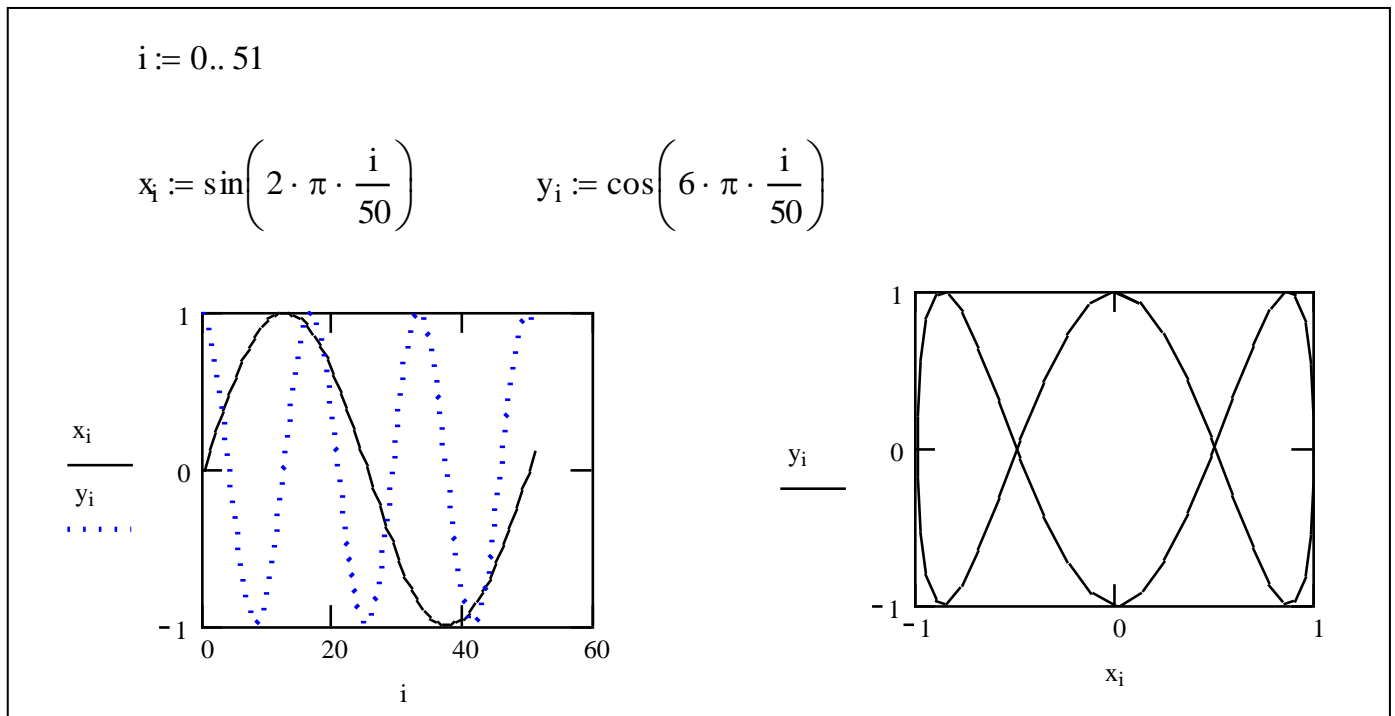 i := 0.. 51
x_i := sin(2 · π · i/50)    y_i := cos(6 · π · i/50)
x_i
y_i
1
0
−1
0 20 40 60
i
y_i
1
0
−1
−1 0 1
x_i